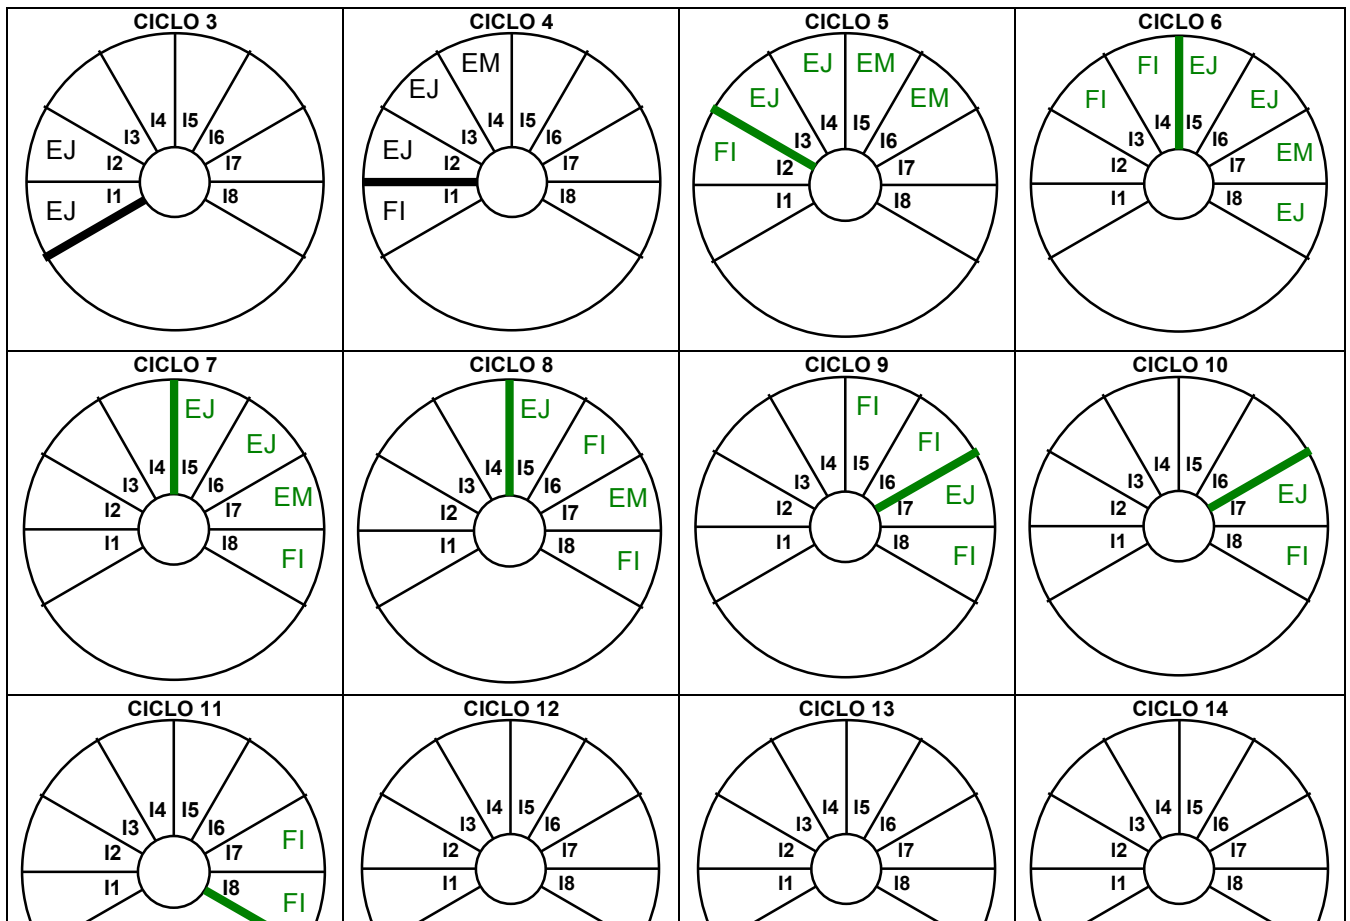 CICLO 3
EJ
EJ
I1
I2
I3
I4
I5
I6
I7
I8
CICLO 4
FI
EJ
EJ
EM
I1
I2
I3
I4
I5
I6
I7
I8
CICLO 5
FI
EJ
EJ
EM
EM
I1
I2
I3
I4
I5
I6
I7
I8
CICLO 6
FI
FI
EJ
EJ
EM
EJ
I1
I2
I3
I4
I5
I6
I7
I8
CICLO 7
EJ
EJ
EM
FI
I1
I2
I3
I4
I5
I6
I7
I8
CICLO 8
EJ
FI
EM
FI
I1
I2
I3
I4
I5
I6
I7
I8
CICLO 9
FI
FI
EJ
FI
I1
I2
I3
I4
I5
I6
I7
I8
CICLO 10
EJ
FI
I1
I2
I3
I4
I5
I6
I7
I8
CICLO 11
FI
FI
I1
I2
I3
I4
I5
I6
I7
I8
CICLO 12
I1
I2
I3
I4
I5
I6
I7
I8
CICLO 13
I1
I2
I3
I4
I5
I6
I7
I8
CICLO 14
I1
I2
I3
I4
I5
I6
I7
I8